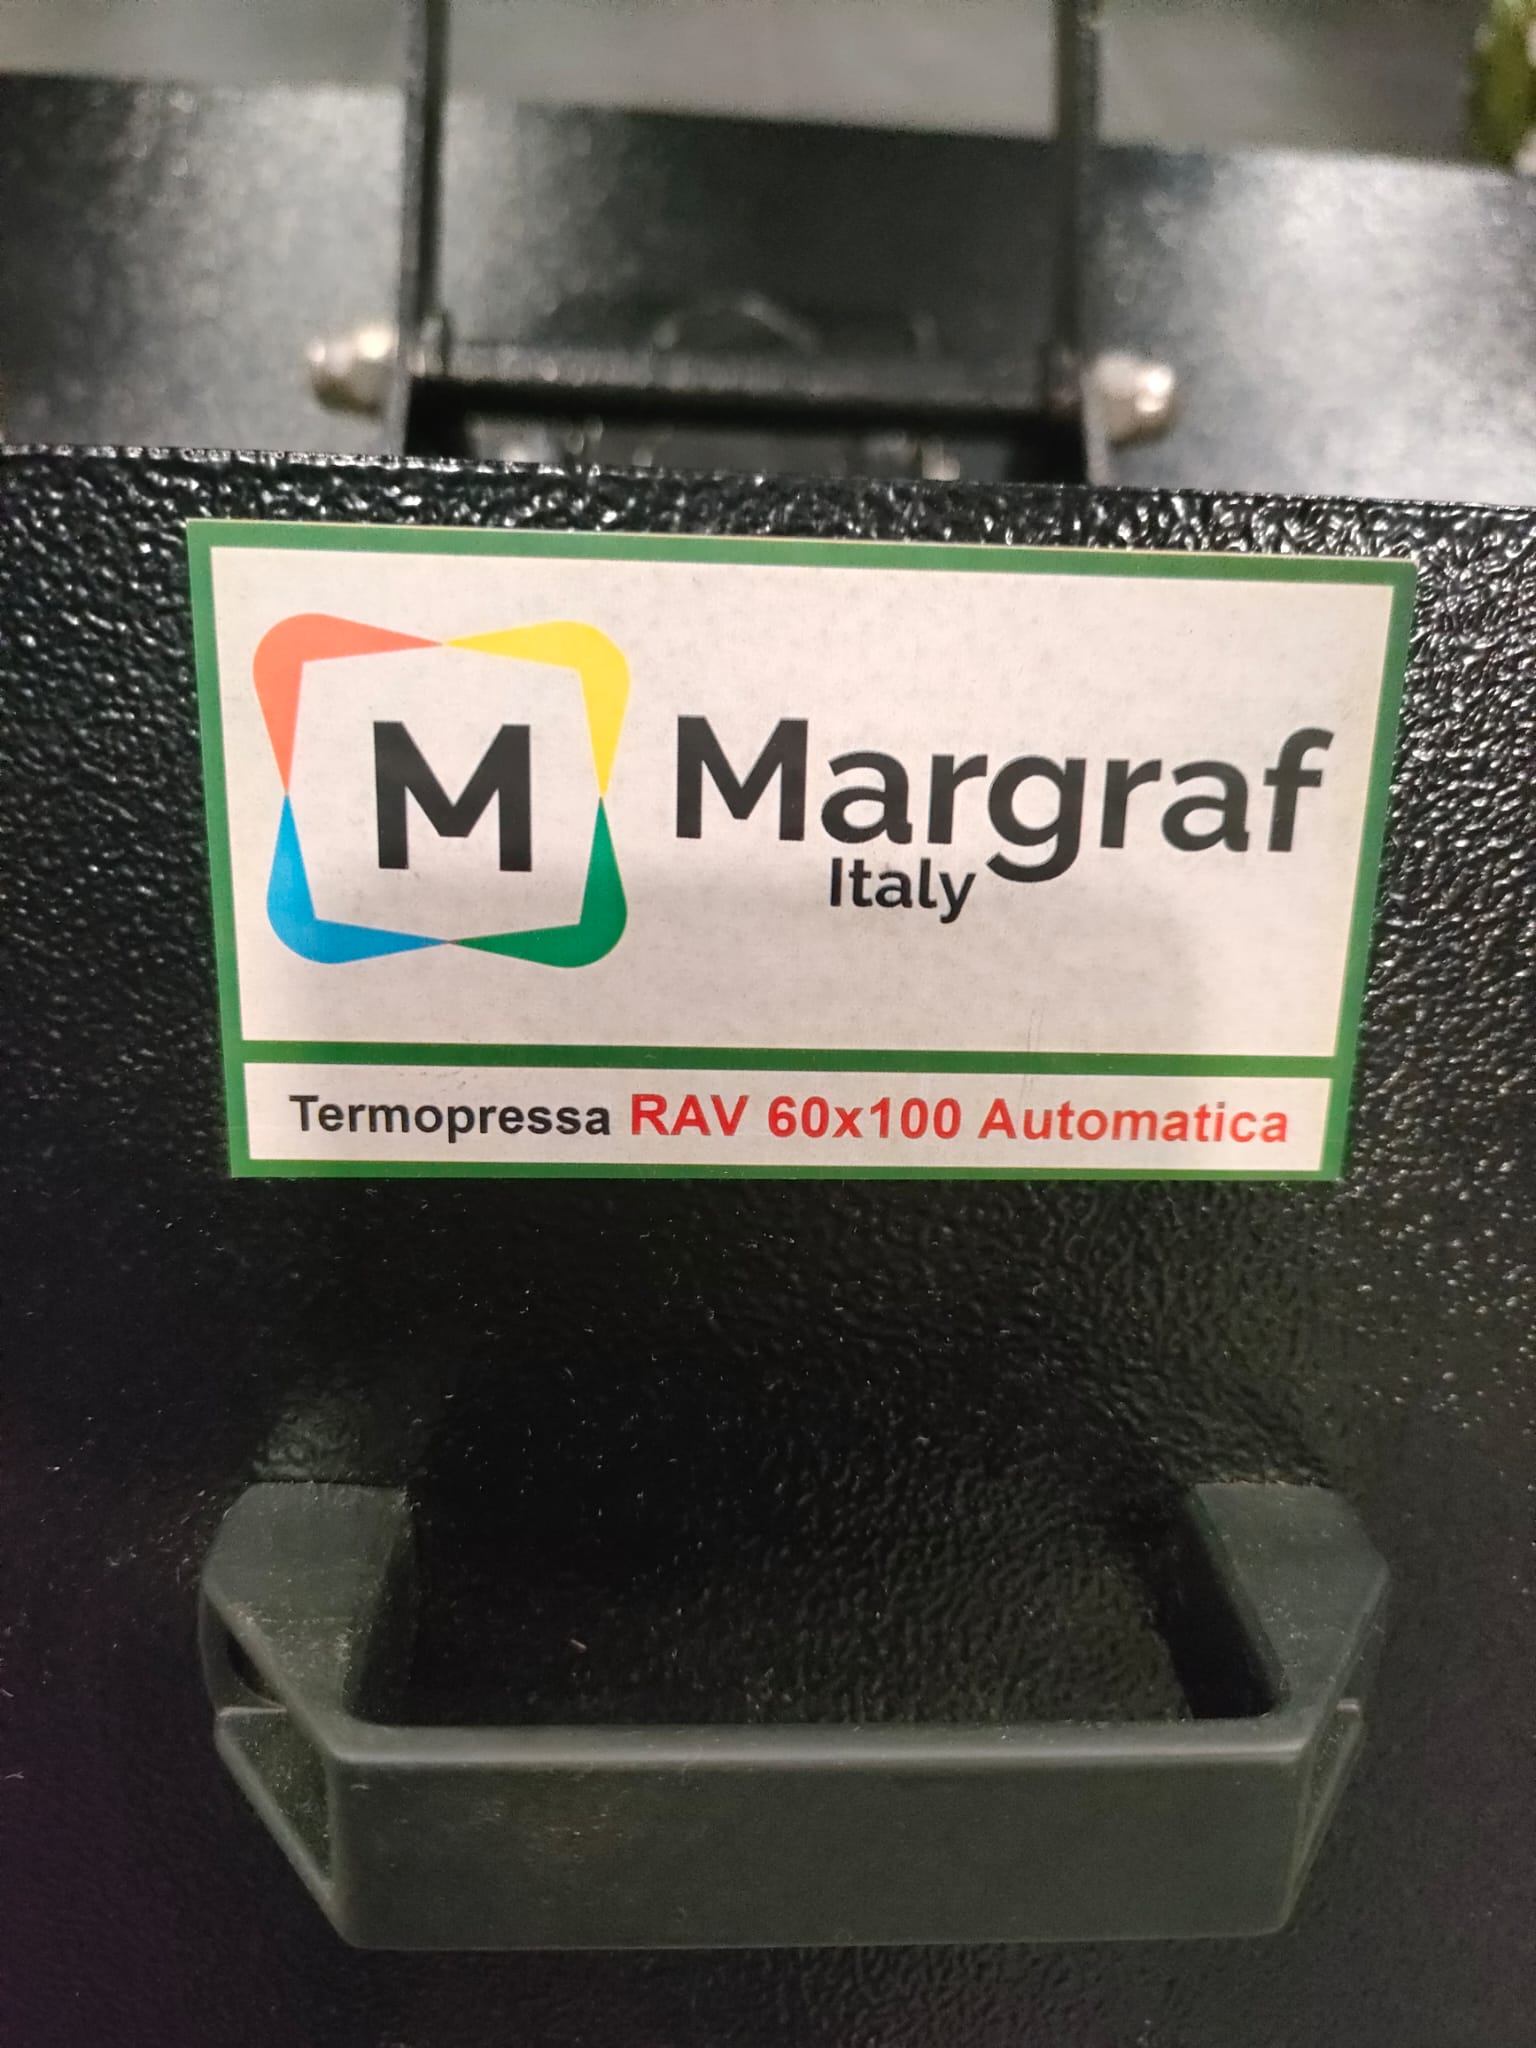 M
Margraf
Italy
Termopressa RAV 60x100 Automatica